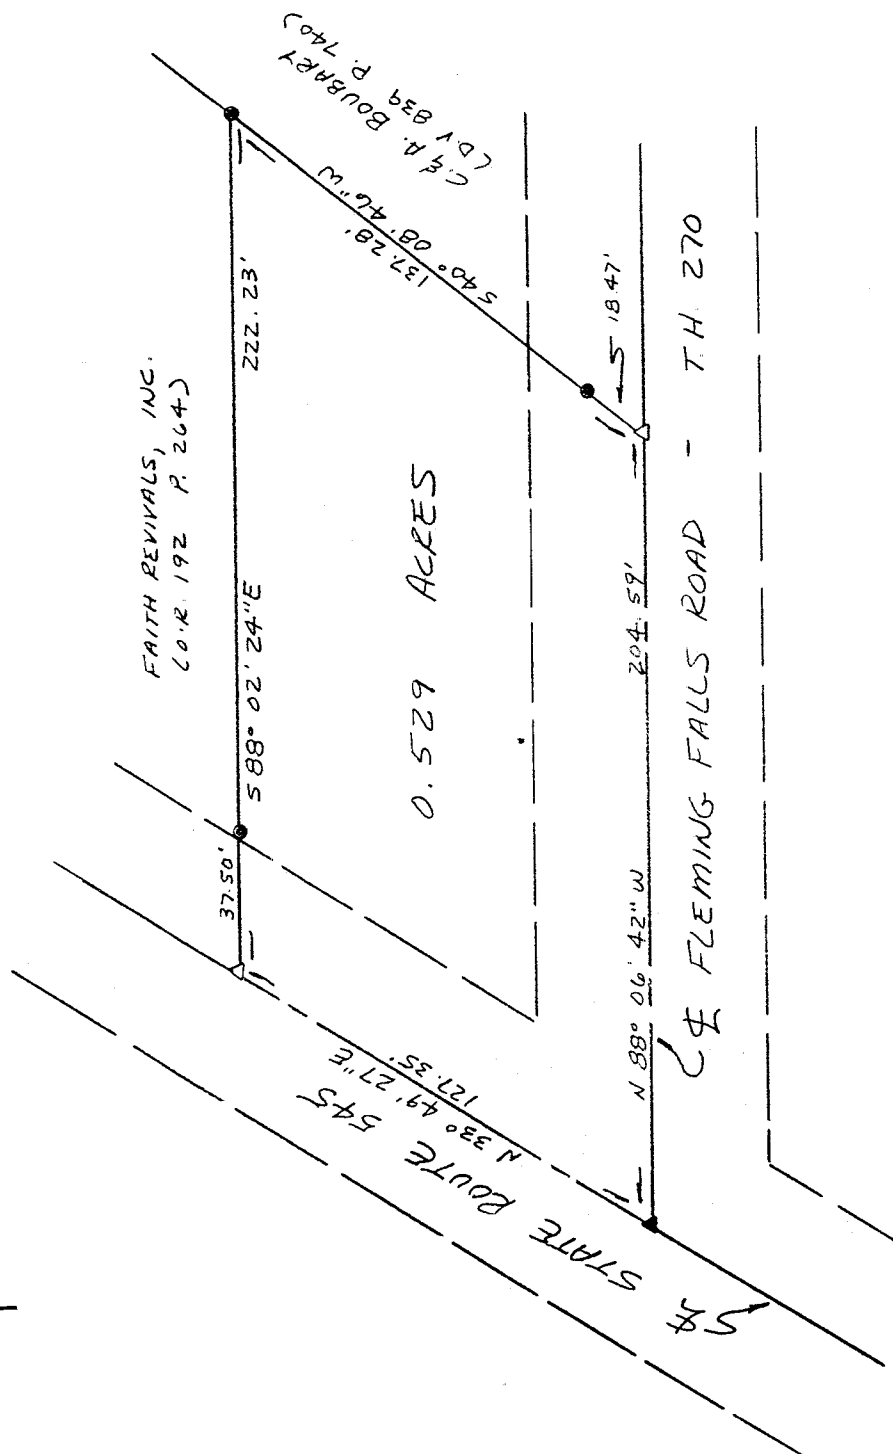 FAITH REVIVALS, INC.
(O.R. 192 P. 264)
C. & A. BOUBARY
(D.V 839 P. 740)
37.50'
S 88° 02' 24"E
222.23'
S 40° 08' 46" W
137.28'
18.47'
0.529 ACRES
N 33° 49' 27" E
127.35'
N 88° 06' 42" W
204.59'
℄ STATE ROUTE 545
℄ FLEMING FALLS ROAD - T.H. 270